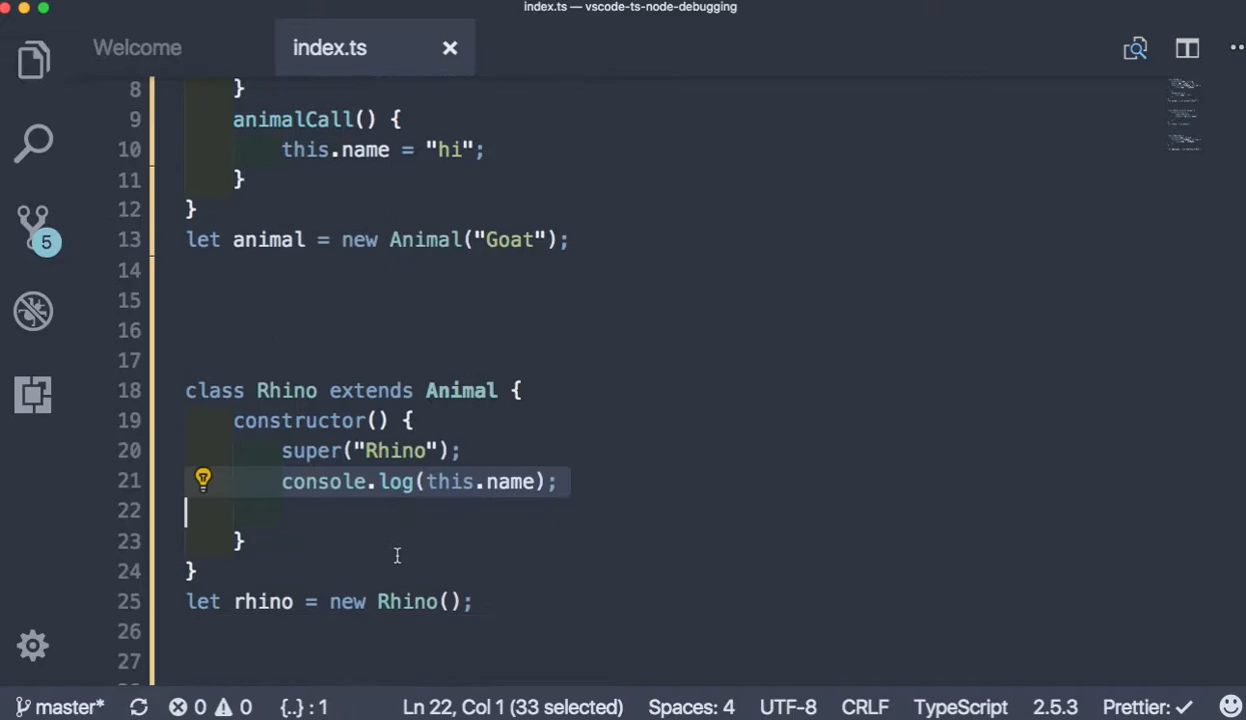 index.ts — vscode-ts-node-debugging
Welcome index.ts
8 }
9 animalCall() {
10 this.name = "hi";
11 }
12 }
13 let animal = new Animal("Goat");
14
15
16
17
18 class Rhino extends Animal {
19 constructor() {
20 super("Rhino");
21 console.log(this.name);
22
23 }
24 }
25 let rhino = new Rhino();
26
27
5
master* 0 0 {..} : 1 Ln 22, Col 1 (33 selected) Spaces: 4 UTF-8 CRLF TypeScript 2.5.3 Prettier: ✓